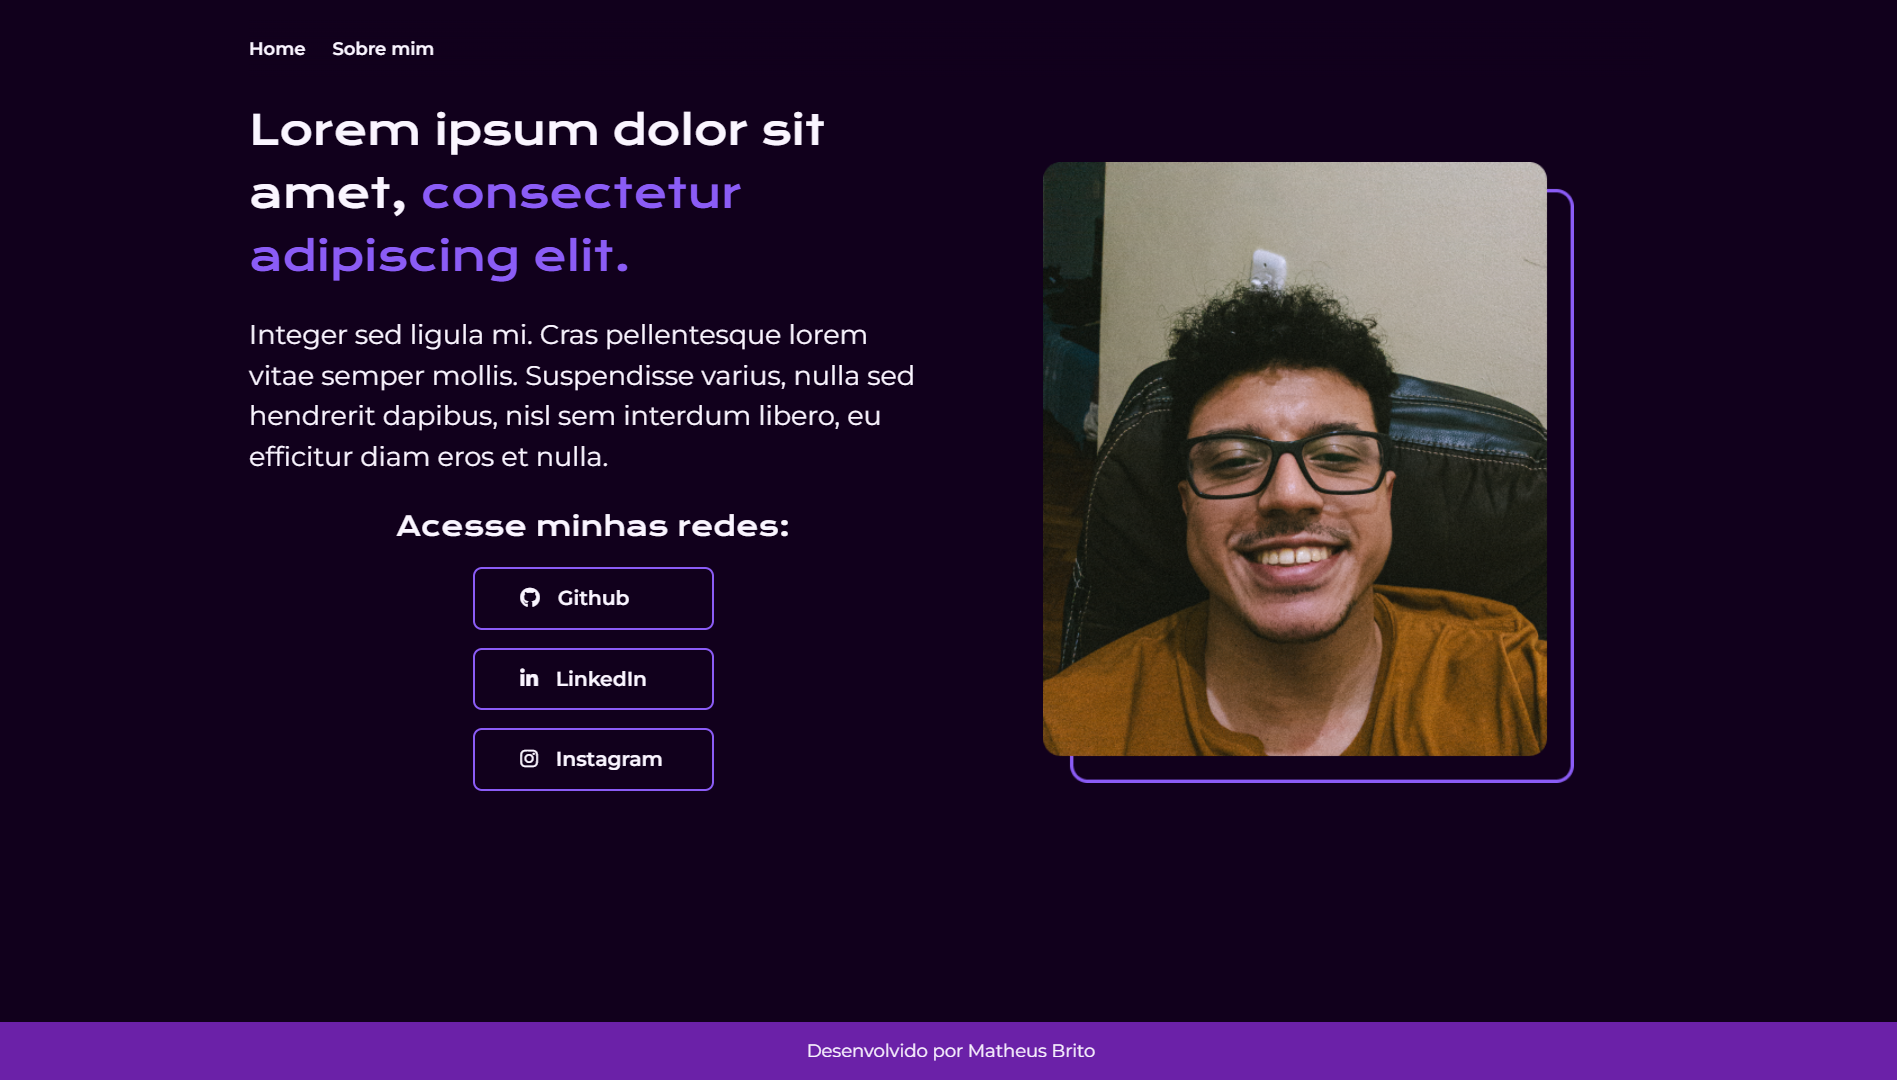 Home Sobre mim
Lorem ipsum dolor sit
amet, consectetur
adipiscing elit.
Integer sed ligula mi. Cras pellentesque lorem
vitae semper mollis. Suspendisse varius, nulla sed
hendrerit dapibus, nisl sem interdum libero, eu
efficitur diam eros et nulla.
Acesse minhas redes:
Github
LinkedIn
Instagram
Desenvolvido por Matheus Brito